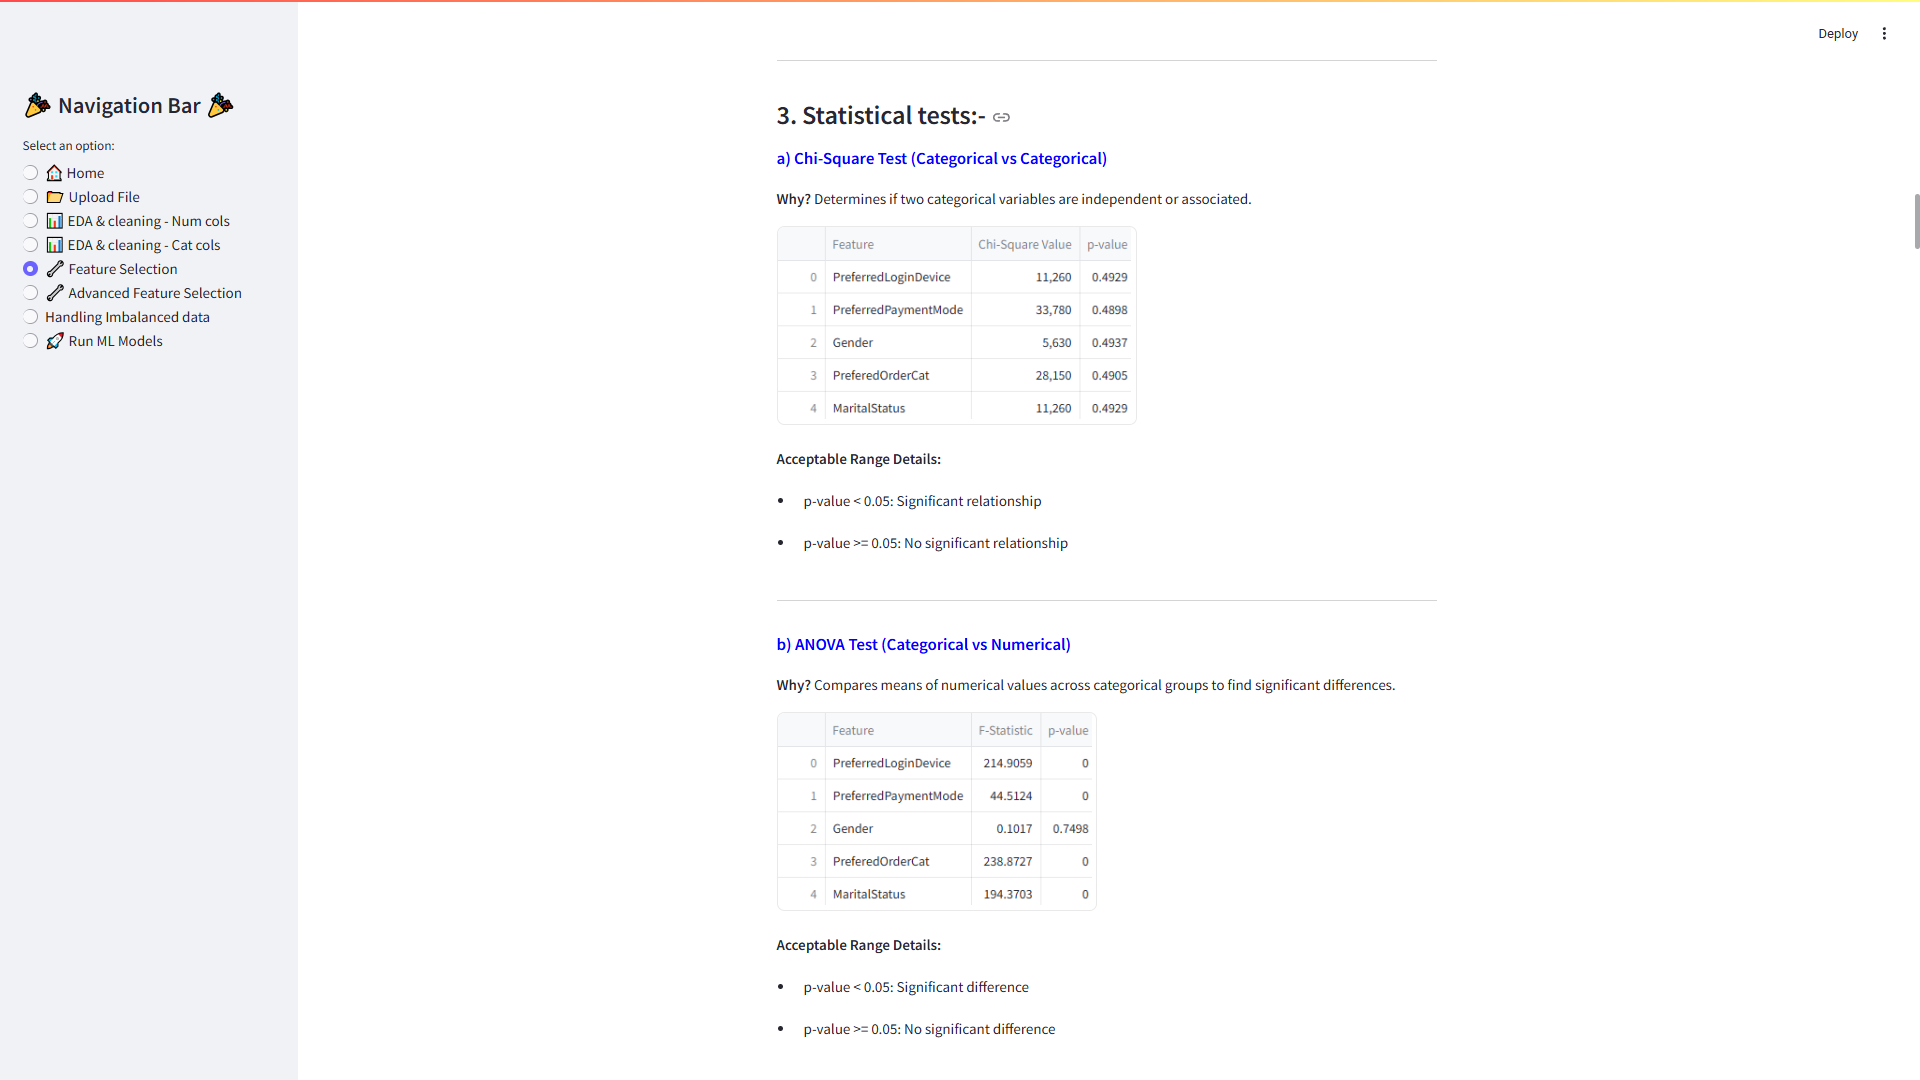 Deploy
Navigation Bar
Select an option:
Home
Upload File
EDA & cleaning - Num cols
EDA & cleaning - Cat cols
Feature Selection
Advanced Feature Selection
Handling Imbalanced data
Run ML Models
3. Statistical tests:-
a) Chi-Square Test (Categorical vs Categorical)
Why? Determines if two categorical variables are independent or associated.
Feature Chi-Square Value p-value
0 PreferredLoginDevice 11,260 0.4929
1 PreferredPaymentMode 33,780 0.4898
2 Gender 5,630 0.4937
3 PreferedOrderCat 28,150 0.4905
4 MaritalStatus 11,260 0.4929
Acceptable Range Details:
• p-value < 0.05: Significant relationship
• p-value >= 0.05: No significant relationship
b) ANOVA Test (Categorical vs Numerical)
Why? Compares means of numerical values across categorical groups to find significant differences.
Feature F-Statistic p-value
0 PreferredLoginDevice 214.9059 0
1 PreferredPaymentMode 44.5124 0
2 Gender 0.1017 0.7498
3 PreferedOrderCat 238.8727 0
4 MaritalStatus 194.3703 0
Acceptable Range Details:
• p-value < 0.05: Significant difference
• p-value >= 0.05: No significant difference